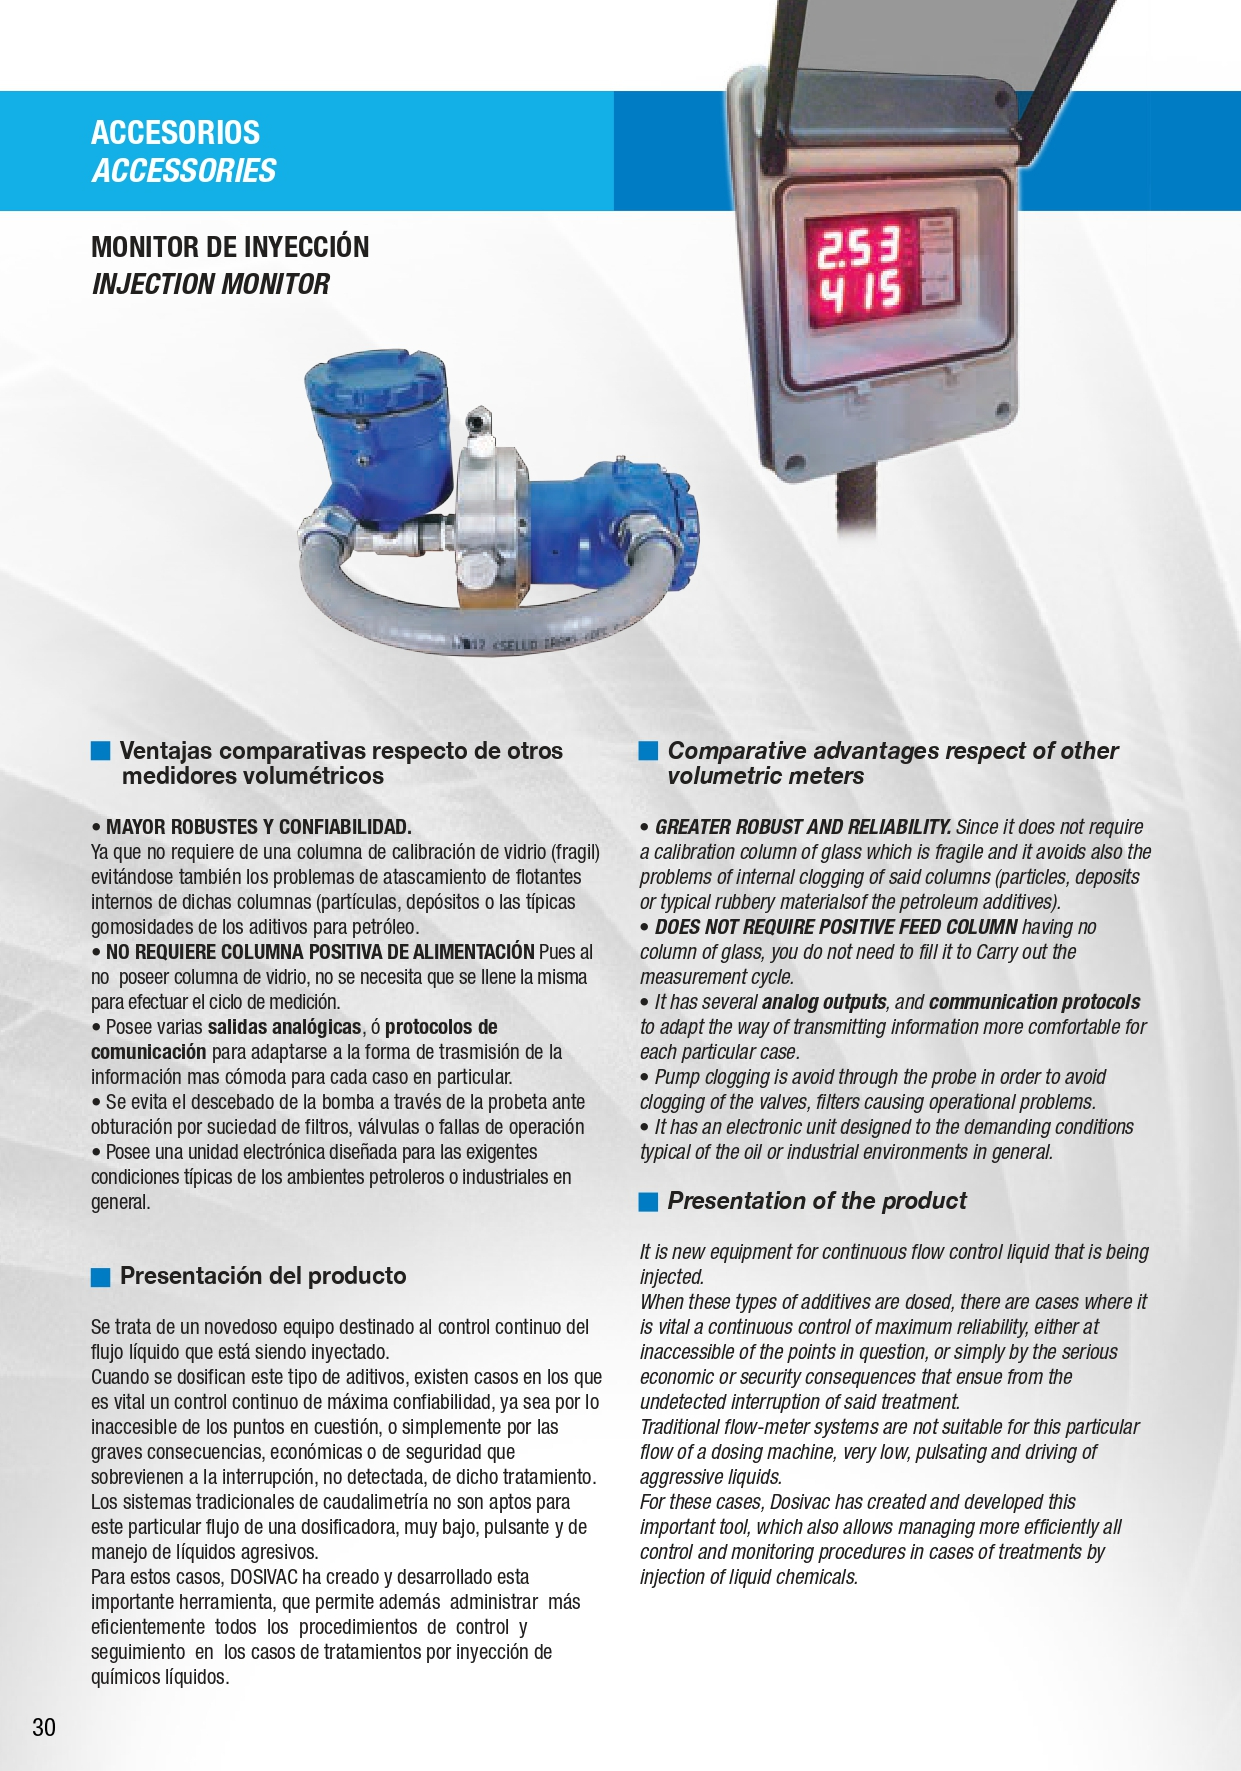 ACCESORIOS
ACCESSORIES
MONITOR DE INYECCIÓN
INJECTION MONITOR
2.53
415
Ventajas comparativas respecto de otros
medidores volumétricos
• MAYOR ROBUSTES Y CONFIABILIDAD.
Ya que no requiere de una columna de calibración de vidrio (fragil)
evitándose también los problemas de atascamiento de flotantes
internos de dichas columnas (partículas, depósitos o las típicas
gomosidades de los aditivos para petróleo.
• NO REQUIERE COLUMNA POSITIVA DE ALIMENTACIÓN Pues al
no  poseer columna de vidrio, no se necesita que se llene la misma
para efectuar el ciclo de medición.
• Posee varias salidas analógicas, ó protocolos de
comunicación para adaptarse a la forma de trasmisión de la
información mas cómoda para cada caso en particular.
• Se evita el descebado de la bomba a través de la probeta ante
obturación por suciedad de filtros, válvulas o fallas de operación
• Posee una unidad electrónica diseñada para las exigentes
condiciones típicas de los ambientes petroleros o industriales en
general.
Presentación del producto
Se trata de un novedoso equipo destinado al control continuo del
flujo líquido que está siendo inyectado.
Cuando se dosifican este tipo de aditivos, existen casos en los que
es vital un control continuo de máxima confiabilidad, ya sea por lo
inaccesible de los puntos en cuestión, o simplemente por las
graves consecuencias, económicas o de seguridad que
sobrevienen a la interrupción, no detectada, de dicho tratamiento.
Los sistemas tradicionales de caudalimetría no son aptos para
este particular flujo de una dosificadora, muy bajo, pulsante y de
manejo de líquidos agresivos.
Para estos casos, DOSIVAC ha creado y desarrollado esta
importante herramienta, que permite además  administrar  más
eficientemente  todos  los  procedimientos  de  control  y
seguimiento  en  los casos de tratamientos por inyección de
químicos líquidos.
Comparative advantages respect of other
volumetric meters
• GREATER ROBUST AND RELIABILITY. Since it does not require
a calibration column of glass which is fragile and it avoids also the
problems of internal clogging of said columns (particles, deposits
or typical rubbery materialsof the petroleum additives).
• DOES NOT REQUIRE POSITIVE FEED COLUMN having no
column of glass, you do not need to fill it to Carry out the
measurement cycle.
• It has several analog outputs, and communication protocols
to adapt the way of transmitting information more comfortable for
each particular case.
• Pump clogging is avoid through the probe in order to avoid
clogging of the valves, filters causing operational problems.
• It has an electronic unit designed to the demanding conditions
typical of the oil or industrial environments in general.
Presentation of the product
It is new equipment for continuous flow control liquid that is being
injected.
When these types of additives are dosed, there are cases where it
is vital a continuous control of maximum reliability, either at
inaccessible of the points in question, or simply by the serious
economic or security consequences that ensue from the
undetected interruption of said treatment.
Traditional flow-meter systems are not suitable for this particular
flow of a dosing machine, very low, pulsating and driving of
aggressive liquids.
For these cases, Dosivac has created and developed this
important tool, which also allows managing more efficiently all
control and monitoring procedures in cases of treatments by
injection of liquid chemicals.
30